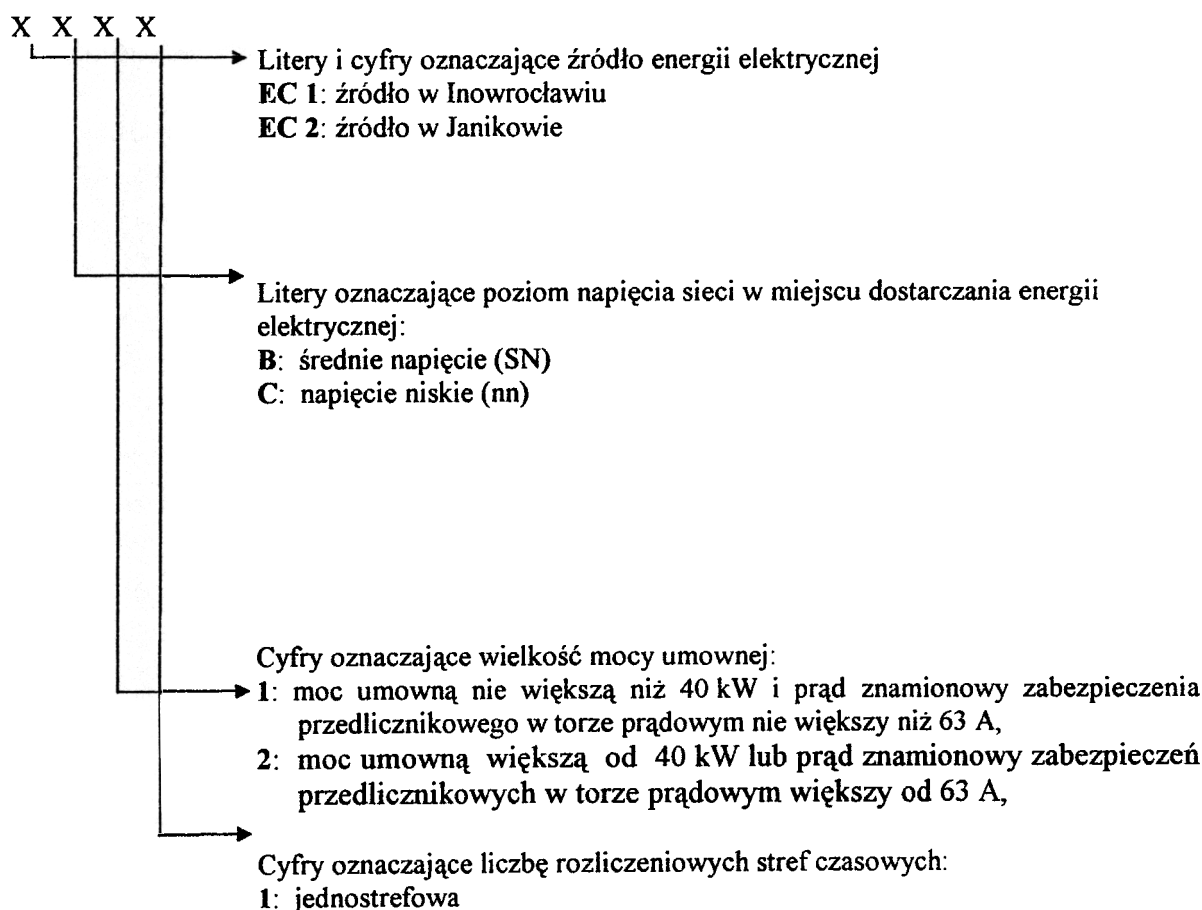 X X X X
Litery i cyfry oznaczające źródło energii elektrycznej
EC 1: źródło w Inowrocławiu
EC 2: źródło w Janikowie
Litery oznaczające poziom napięcia sieci w miejscu dostarczania energii
elektrycznej:
B: średnie napięcie (SN)
C: napięcie niskie (nn)
Cyfry oznaczające wielkość mocy umownej:
1: moc umowną nie większą niż 40 kW i prąd znamionowy zabezpieczenia
przedlicznikowego w torze prądowym nie większy niż 63 A,
2: moc umowną większą od 40 kW lub prąd znamionowy zabezpieczeń
przedlicznikowych w torze prądowym większy od 63 A,
Cyfry oznaczające liczbę rozliczeniowych stref czasowych:
1: jednostrefowa